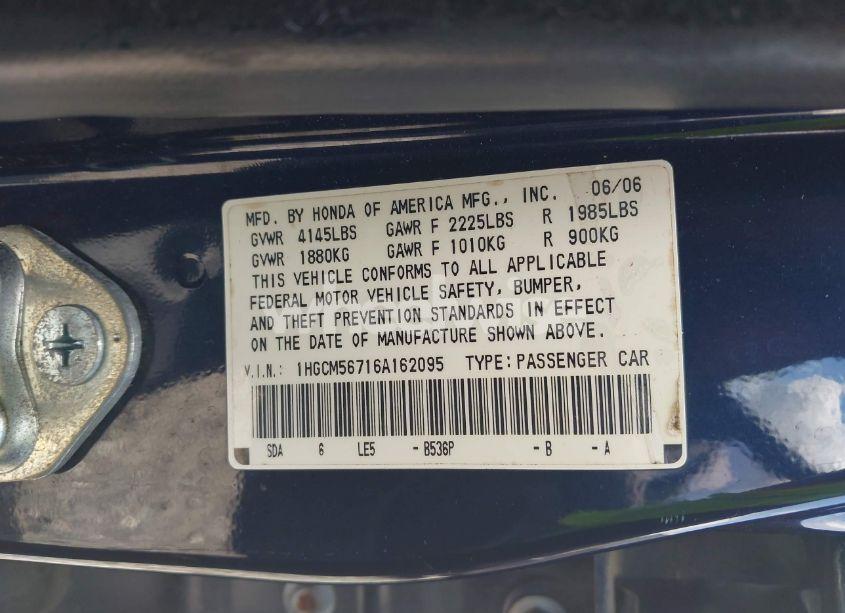 MFD. BY HONDA OF AMERICA MFG., INC. 06/06
GVWR 4145LBS GAWR F 2225LBS R 1985LBS
GVWR 1880KG GAWR F 1010KG R 900KG
THIS VEHICLE CONFORMS TO ALL APPLICABLE
FEDERAL MOTOR VEHICLE SAFETY, BUMPER,
AND THEFT PREVENTION STANDARDS IN EFFECT
ON THE DATE OF MANUFACTURE SHOWN ABOVE.
V.I.N.: 1HGCM56716A162095 TYPE: PASSENGER CAR
SDA 6 LE5 - B536P - B - A